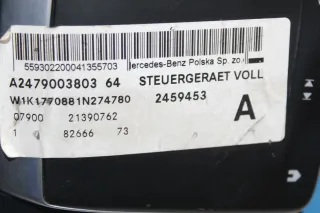 559302200041355703 Mercedes-Benz Polska Sp. zo.
A2479003803 64 STEUERGERAET VOLL
W1K1770881N274780 2459453
07900 21390762 A
1 82666 73